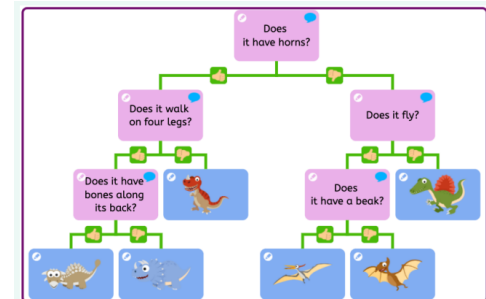 Does
it have horns?
Does it walk
on four legs?
Does it fly?
Does it have
bones along
its back?
Does
it have a beak?